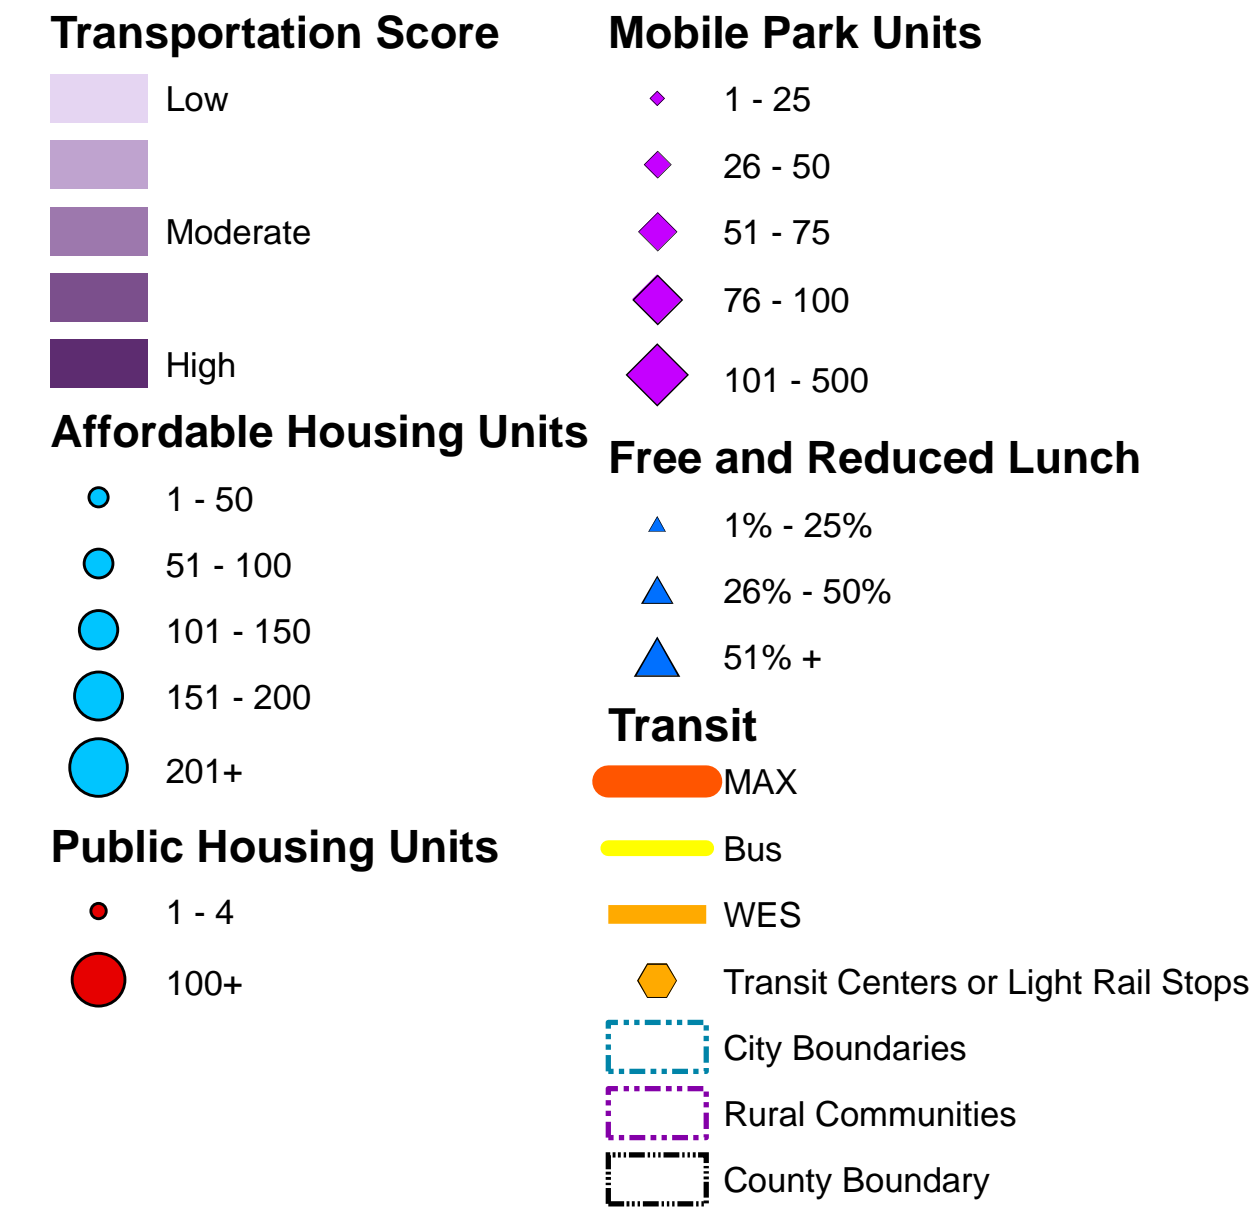 Transportation Score
Low
Moderate
High
Affordable Housing Units
1 - 50
51 - 100
101 - 150
151 - 200
201+
Public Housing Units
1 - 4
100+
Mobile Park Units
1 - 25
26 - 50
51 - 75
76 - 100
101 - 500
Free and Reduced Lunch
1% - 25%
26% - 50%
51% +
Transit
MAX
Bus
WES
Transit Centers or Light Rail Stops
City Boundaries
Rural Communities
County Boundary